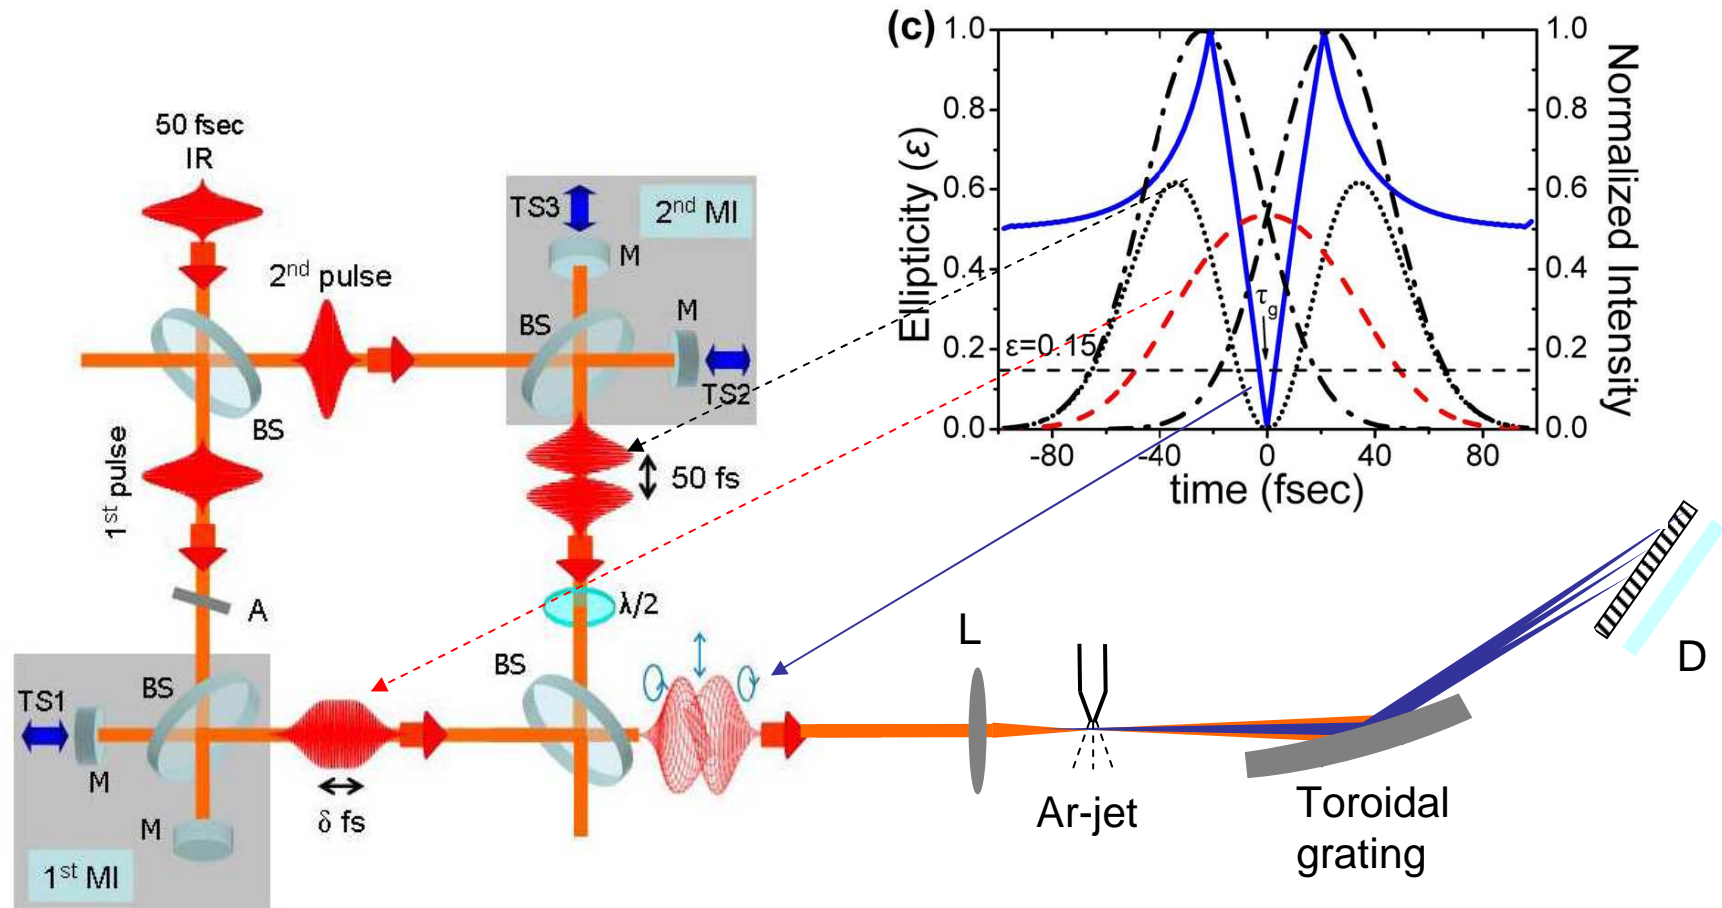 50 fsec
IR
2nd pulse
BS
1st pulse
A
TS3
2nd MI
M
BS
M
TS2
50 fs
λ/2
BS
TS1
BS
M
M
δ fs
1st MI
(c)
1.0
0.8
0.6
0.4
0.2
0.0
Ellipticity (ε)
ε=0.15
τg
-80
-40
0
40
80
time (fsec)
1.0
0.8
0.6
0.4
0.2
0.0
Normalized Intensity
L
Ar-jet
Toroidal
grating
D